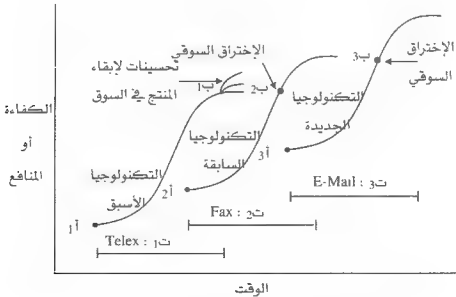 الإختراق السوقي
ب3
الإختراق
السوقي
تحسينات لإبقاء
المنتج في السوق
ب1
ب2
الكفاءة
أو
المنافع
التكنولوجيا
الجديدة
التكنولوجيا
السابقة
أ3
التكنولوجيا
الأسبق
أ2
أ1
ت3 : E-Mail
ت2 : Fax
ت1 : Telex
الوقت